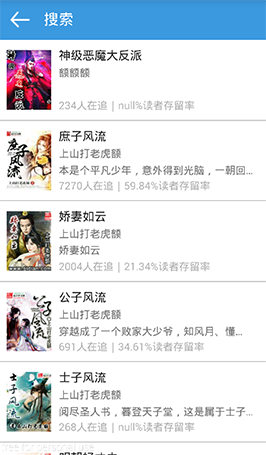 搜索
神级恶魔大反派
额额额
234人在追 | null%读者存留率
庶子风流
上山打老虎额
本是个平凡少年，意外得到光脑，一朝回...
7270人在追 | 59.84%读者存留率
娇妻如云
上山打老虎额
娇妻如云
2004人在追 | 21.34%读者存留率
公子风流
上山打老虎额
穿越成了一个败家大少爷，知风月、懂...
691人在追 | 34.61%读者存留率
士子风流
上山打老虎额
阅尽圣人书，暮登天子堂，这是属于士子...
268人在追 | 68.87%读者存留率